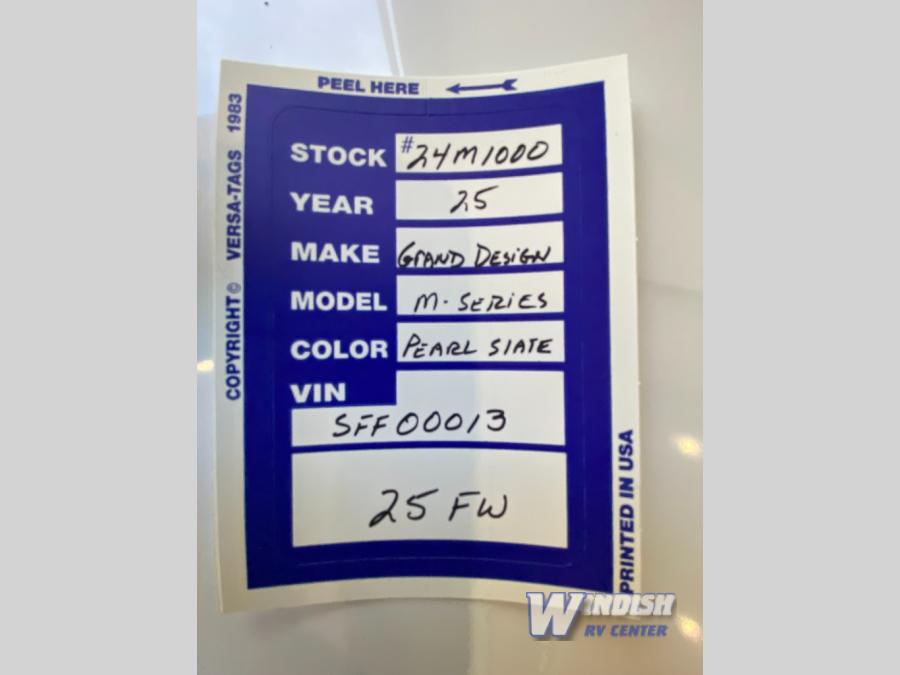 PEEL HERE
COPYRIGHT© VERSA-TAGS 1983
STOCK #24M1000
YEAR 25
MAKE GRAND DESIGN
MODEL M-SERIES
COLOR PEARL SLATE
VIN
SFF00013
25 FW
PRINTED IN USA
WINDISH
RV CENTER